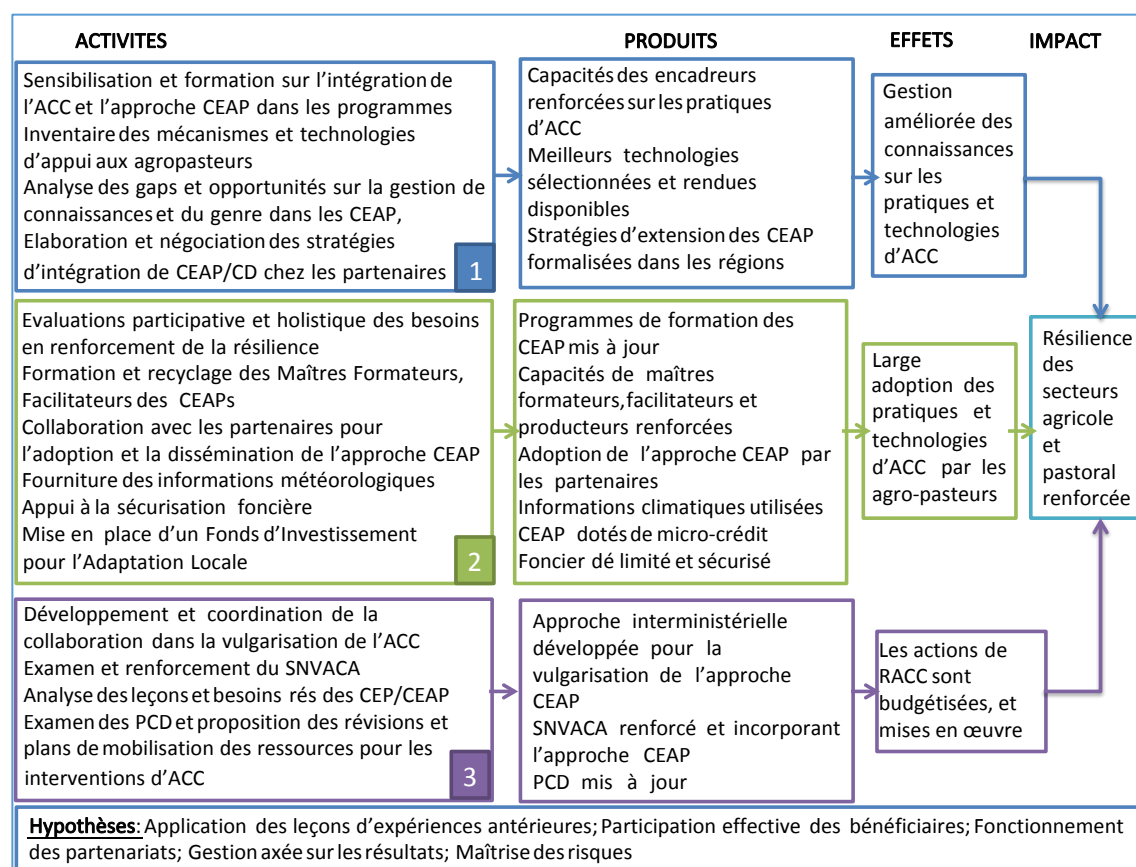 ACTIVITES
PRODUITS
EFFETS
IMPACT
Sensibilisation et formation sur l’intégration de
l’ACC et l’approche CEAP dans les programmes
Inventaire des mécanismes et technologies
d’appui aux agropasteurs
Analyse des gaps et opportunités sur la gestion de
connaissances et du genre dans les CEAP,
Elaboration et négociation des stratégies
d’intégration de CEAP/CD chez les partenaires
1
Capacités des encadreurs
renforcées sur les pratiques
d’ACC
Meilleurs technologies
sélectionnées et rendues
disponibles
Stratégies d’extension des CEAP
formalisées dans les régions
Gestion
améliorée des
connaissances
sur les
pratiques et
technologies
d’ACC
Evaluations participative et holistique des besoins
en renforcement de la résilience
Formation et recyclage des Maîtres Formateurs,
Facilitateurs des CEAPs
Collaboration avec les partenaires pour
l’adoption et la dissémination de l’approche CEAP
Fourniture des informations météorologiques
Appui à la sécurisation foncière
Mise en place d’un Fonds d’Investissement
pour l’Adaptation Locale
2
Programmes de formation des
CEAP mis à jour
Capacités de maîtres
formateurs,facilitateurs et
producteurs renforcées
Adoption de l’approche CEAP par
les partenaires
Informations climatiques utilisées
CEAP dotés de micro-crédit
Foncier dé limité et sécurisé
Large
adoption des
pratiques et
technologies
d’ACC par les
agro-pasteurs
Résilience
des
secteurs
agricole
et
pastoral
renforcée
Développement et coordination de la
collaboration dans la vulgarisation de l’ACC
Examen et renforcement du SNVACA
Analyse des leçons et besoins rés des CEP/CEAP
Examen des PCD et proposition des révisions et
plans de mobilisation des ressources pour les
interventions d’ACC
3
Approche interministérielle
développée pour la
vulgarisation de l’approche
CEAP
SNVACA renforcé et incorporant
l’approche CEAP
PCD mis à jour
Les actions de
RACC sont
budgétisées, et
mises en œuvre
Hypothèses: Application des leçons d’expériences antérieures; Participation effective des bénéficiaires; Fonctionnement
des partenariats; Gestion axée sur les résultats; Maîtrise des risques